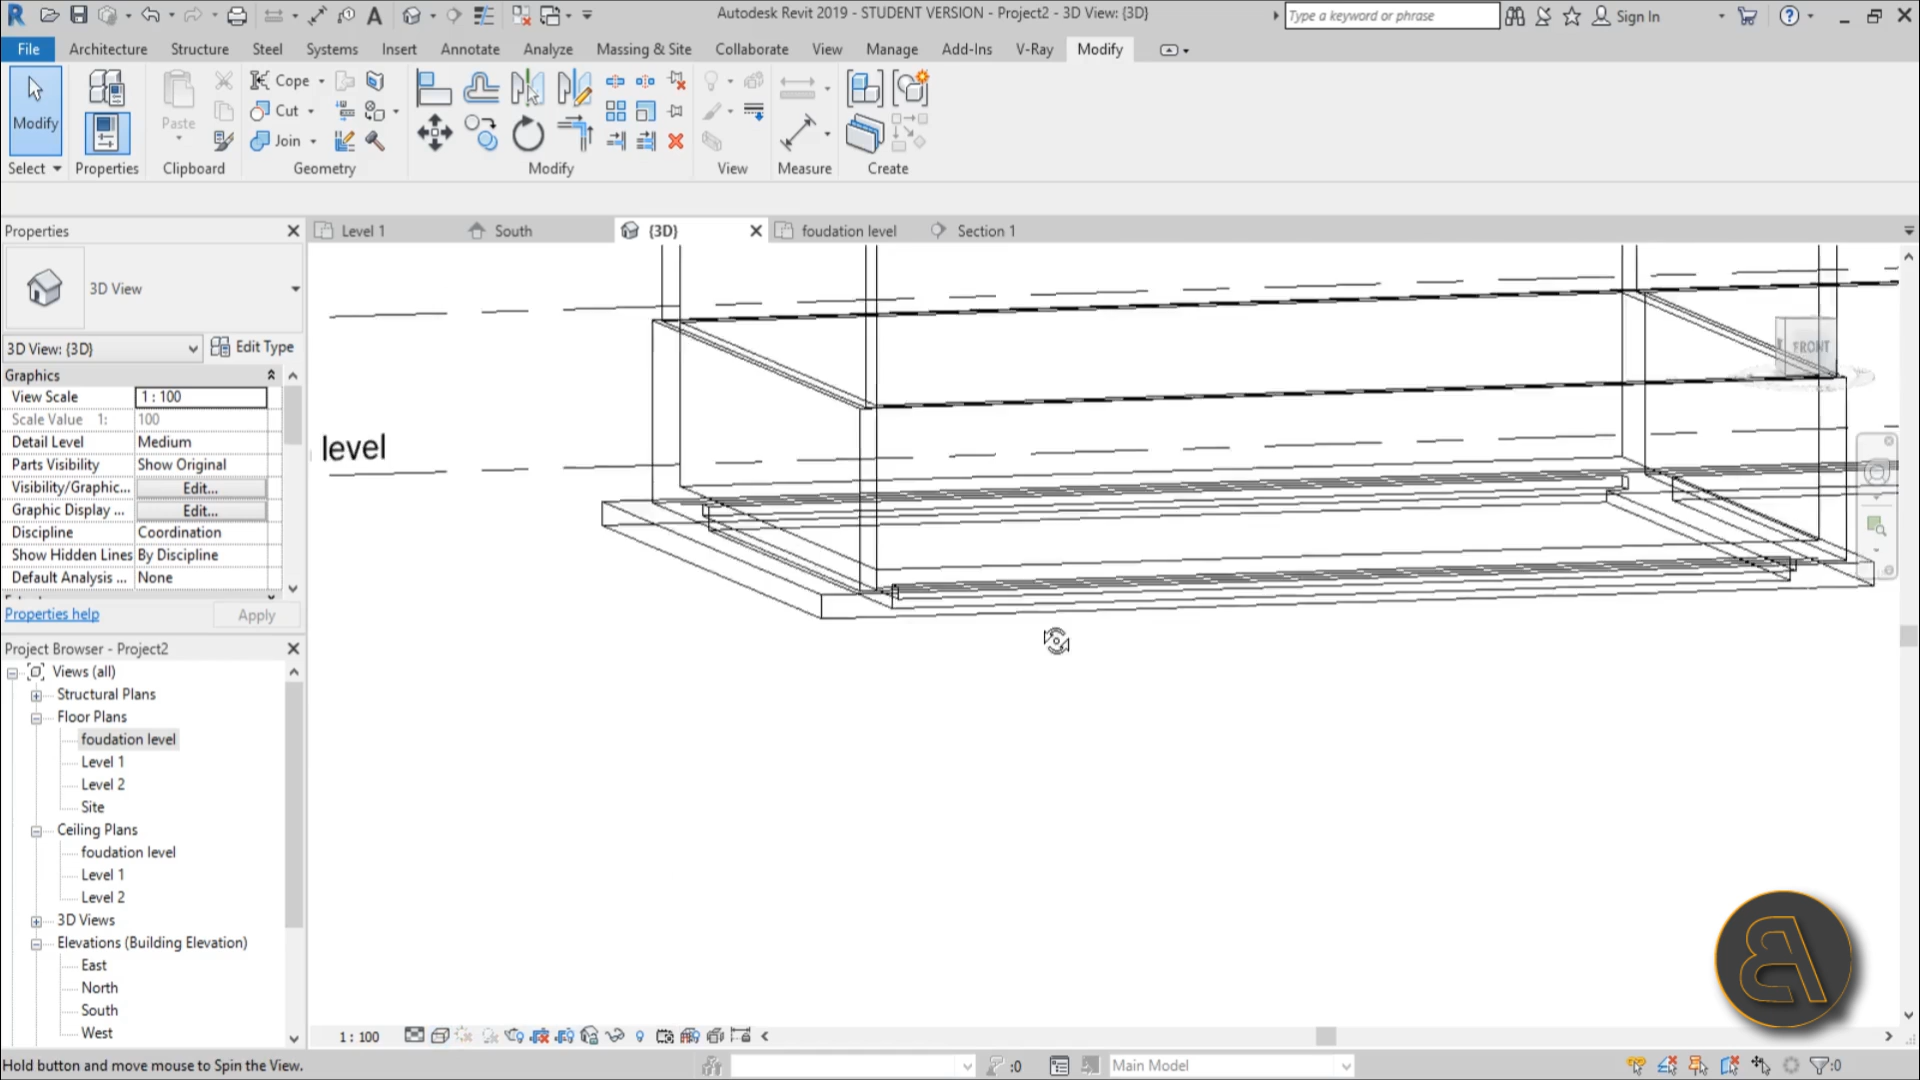 Autodesk Revit 2019 - STUDENT VERSION - Project2 - 3D View: {3D}
Type a keyword or phrase
Sign In
File
Architecture
Structure
Steel
Systems
Insert
Annotate
Analyze
Massing & Site
Collaborate
View
Manage
Add-Ins
V-Ray
Modify
Modify
Paste
Cope
Cut
Join
Select
Properties
Clipboard
Geometry
Modify
View
Measure
Create
Properties
Level 1
South
{3D}
foudation level
Section 1
3D View
3D View: {3D}
Edit Type
Graphics
View Scale
1 : 100
Scale Value 1:
100
Detail Level
Medium
Parts Visibility
Show Original
Visibility/Graphic...
Edit...
Graphic Display ...
Edit...
Discipline
Coordination
Show Hidden Lines
By Discipline
Default Analysis ...
None
Properties help
Apply
level
FRONT
Project Browser - Project2
Views (all)
Structural Plans
Floor Plans
foudation level
Level 1
Level 2
Site
Ceiling Plans
foudation level
Level 1
Level 2
3D Views
Elevations (Building Elevation)
East
North
South
West
1 : 100
Hold button and move mouse to Spin the View.
:0
Main Model
:0